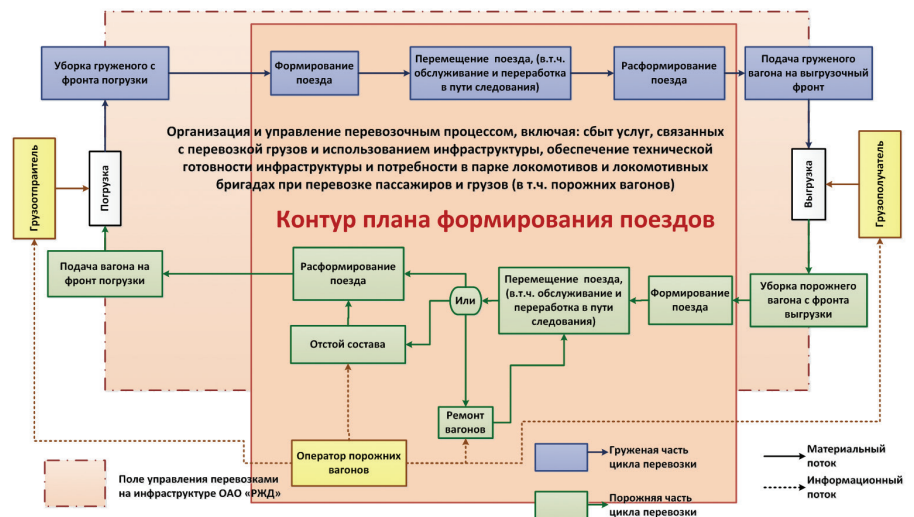 Уборка груженого с
фронта погрузки
Формирование
поезда
Перемещение поезда, (в.т.ч.
обслуживание и переработка
в пути следования)
Расформирование
поезда
Подача груженого
вагона на выгрузочный
фронт
Организация и управление перевозочным процессом, включая: сбыт услуг, связанных
с перевозкой грузов и использованием инфраструктуры, обеспечение технической
готовности инфраструктуры и потребности в парке локомотивов и локомотивных
бригадах при перевозке пассажиров и грузов (в т.ч. порожних вагонов)
Грузоотправитель
Погрузка
Выгрузка
Грузополучатель
Контур плана формирования поездов
Подача вагона на
фронт погрузки
Расформирование
поезда
Или
Перемещение поезда,
(в.т.ч. обслуживание и
переработка в пути
следования)
Формирование
поезда
Уборка порожнего
вагона с фронта
выгрузки
Отстой состава
Ремонт
вагонов
Оператор порожних
вагонов
Поле управления перевозками
на инфраструктуре ОАО «РЖД»
Груженая часть
цикла перевозки
Порожняя часть
цикла перевозки
Материальный
поток
Информационный
поток